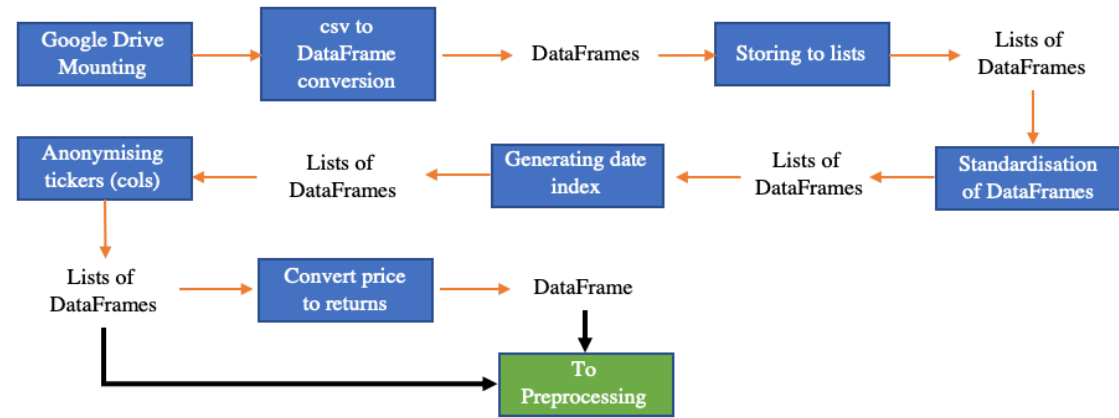 Google Drive
Mounting
csv to
DataFrame
conversion
DataFrames
Storing to lists
Lists of
DataFrames
Standardisation
of DataFrames
Lists of
DataFrames
Generating date
index
Lists of
DataFrames
Anonymising
tickers (cols)
Lists of
DataFrames
Convert price
to returns
DataFrame
To
Preprocessing